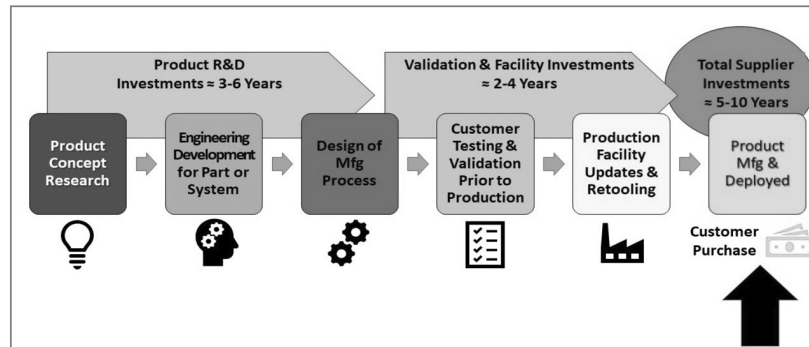 Product R&D
Investments ≈ 3-6 Years
Validation & Facility Investments
≈ 2-4 Years
Total Supplier
Investments
≈ 5-10 Years
Product
Concept
Research
Engineering
Development
for Part or
System
Design of
Mfg
Process
Customer
Testing &
Validation
Prior to
Production
Production
Facility
Updates &
Retooling
Product
Mfg &
Deployed
Customer
Purchase